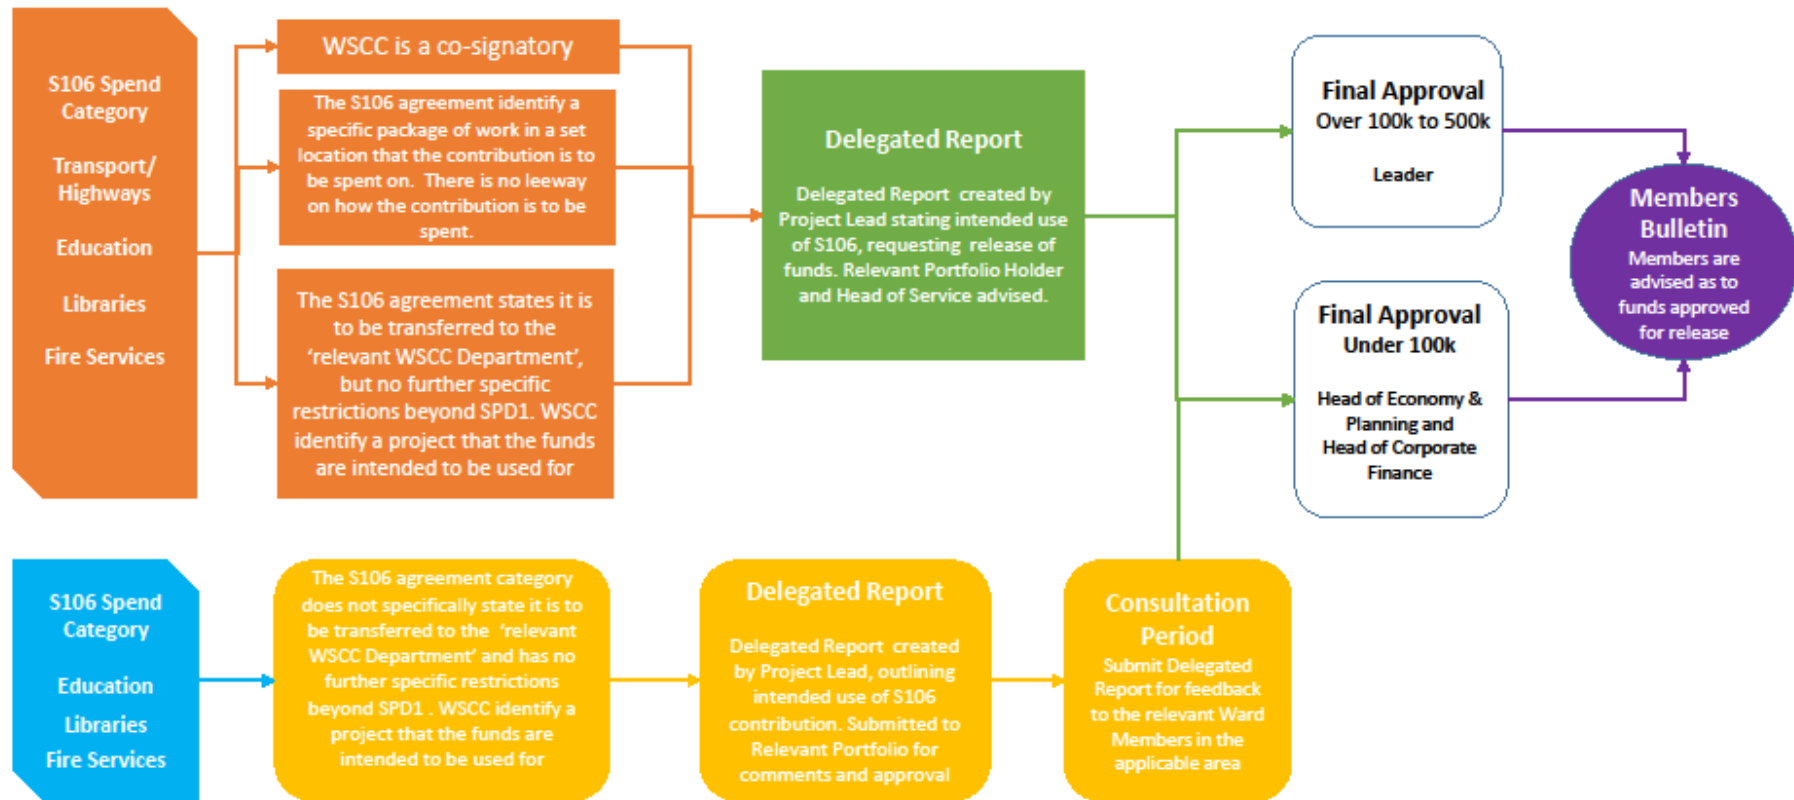 S106 Spend
Category
Transport/
Highways
Education
Libraries
Fire Services
WSCC is a co-signatory
The S106 agreement identify a
specific package of work in a set
location that the contribution is to
be spent on. There is no leeway
on how the contribution is to be
spent.
The S106 agreement states it is
to be transferred to the
‘relevant WSCC Department’,
but no further specific
restrictions beyond SPD1. WSCC
identify a project that the funds
are intended to be used for
Delegated Report
Delegated Report created by
Project Lead stating intended use
of S106, requesting release of
funds. Relevant Portfolio Holder
and Head of Service advised.
Final Approval
Over 100k to 500k
Leader
Final Approval
Under 100k
Head of Economy &
Planning and
Head of Corporate
Finance
Members
Bulletin
Members are
advised as to
funds approved
for release
S106 Spend
Category
Education
Libraries
Fire Services
The S106 agreement category
does not specifically state it is to
be transferred to the ‘relevant
WSCC Department’ and has no
further specific restrictions
beyond SPD1 . WSCC identify a
project that the funds are
intended to be used for
Delegated Report
Delegated Report created
by Project Lead, outlining
intended use of S106
contribution. Submitted to
Relevant Portfolio for
comments and approval
Consultation
Period
Submit Delegated
Report for feedback
to the relevant Ward
Members in the
applicable area